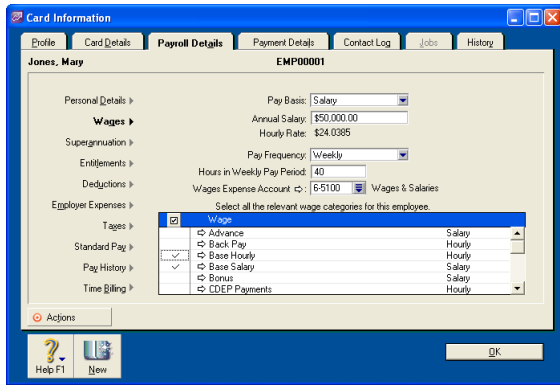 Card Information
Profile Card Details Payroll Details Payment Details Contact Log Jobs History
Jones, Mary EMP00001
Personal Details
Pay Basis: Salary
Wages
Annual Salary: $50,000.00
Hourly Rate: $24.0385
Superannuation
Entitlements
Pay Frequency: Weekly
Hours in Weekly Pay Period: 40
Deductions
Wages Expense Account ⇨: 6-5100 Wages & Salaries
Employer Expenses
Select all the relevant wage categories for this employee.
Taxes
Wage
Advance Salary
Standard Pay
Back Pay Hourly
Base Hourly Hourly
Pay History
Base Salary Salary
Bonus Salary
Time Billing
CDEP Payments Hourly
Actions
Help F1
New
OK